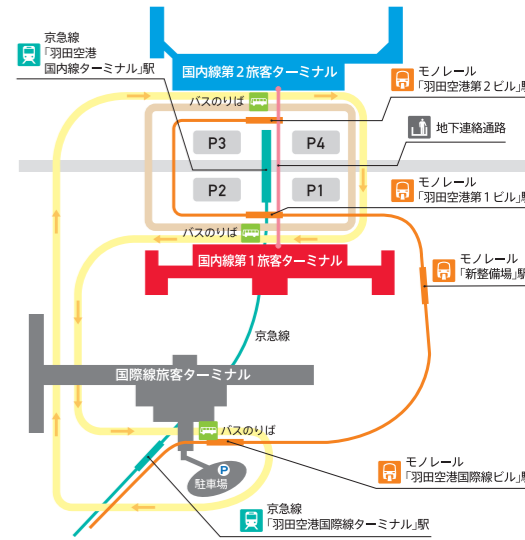 京急線
「羽田空港
国内線ターミナル」駅
国内線第2旅客ターミナル
モノレール
「羽田空港第2ビル」駅
バスのりば
地下連絡通路
P3
P4
P2
P1
モノレール
「羽田空港第1ビル」駅
バスのりば
国内線第1旅客ターミナル
モノレール
「新整備場」駅
京急線
国際線旅客ターミナル
バスのりば
P
駐車場
モノレール
「羽田空港国際線ビル」駅
京急線
「羽田空港国際線ターミナル」駅